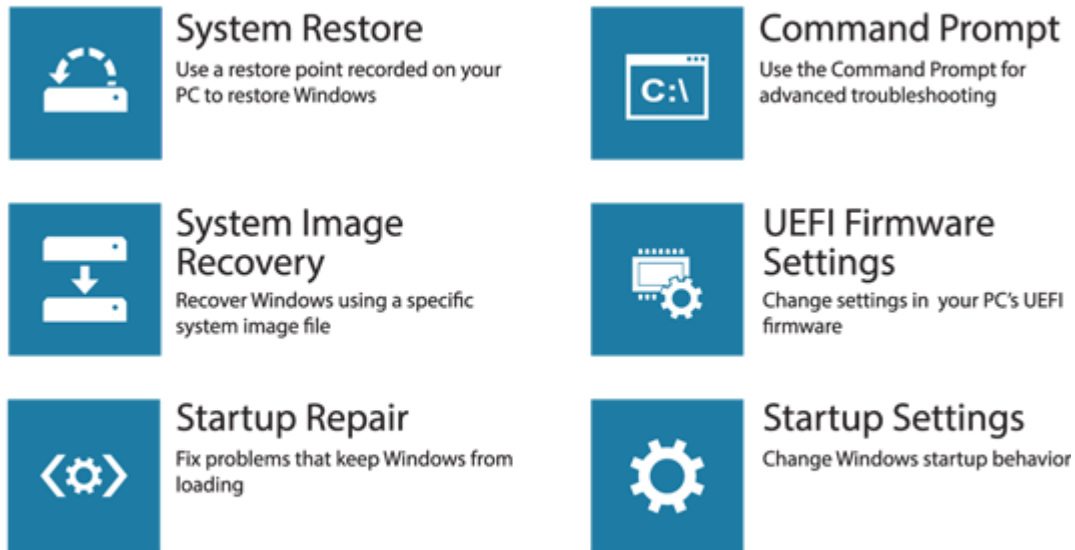 System Restore
Use a restore point recorded on your
PC to restore Windows
Command Prompt
C:\
Use the Command Prompt for
advanced troubleshooting
System Image
Recovery
Recover Windows using a specific
system image file
UEFI Firmware
Settings
Change settings in your PC's UEFI
firmware
Startup Repair
Fix problems that keep Windows from
loading
Startup Settings
Change Windows startup behavior